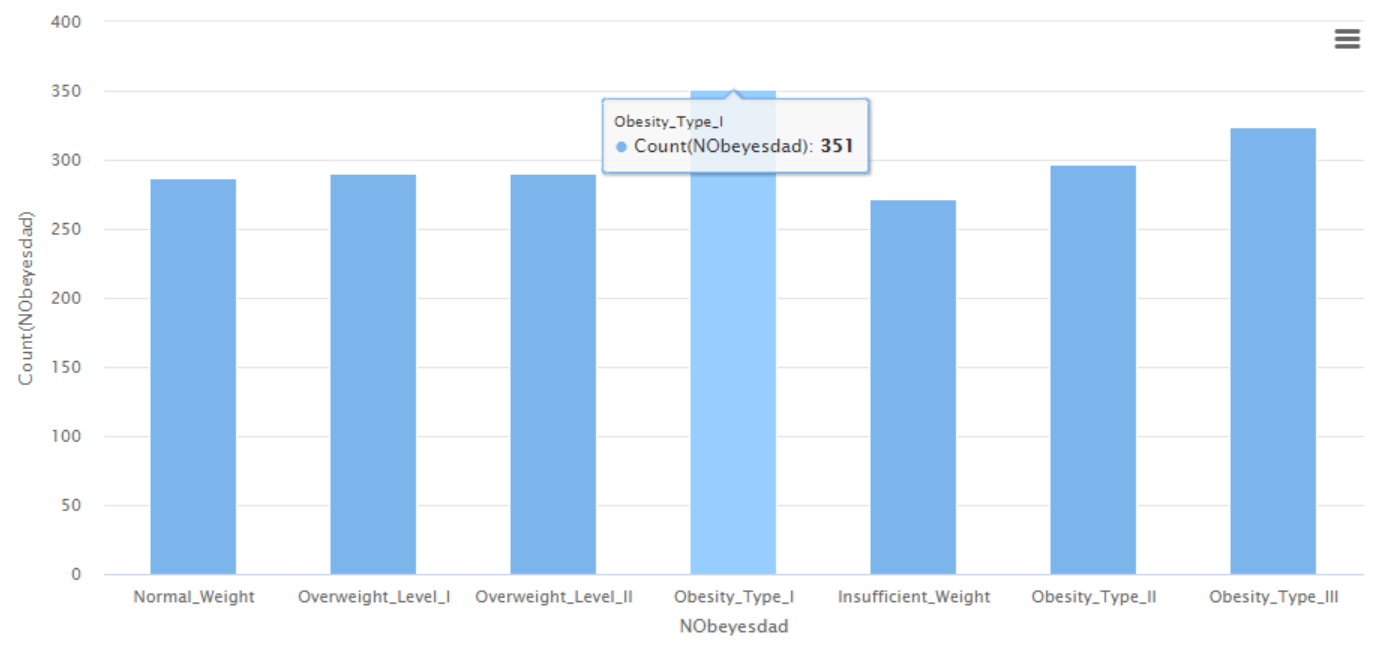 400
350
300
250
200
150
100
50
0
Count(NObeyesdad)
Obesity_Type_I
Count(NObeyesdad): 351
Normal_Weight
Overweight_Level_I
Overweight_Level_II
Obesity_Type_I
Insufficient_Weight
Obesity_Type_II
Obesity_Type_III
NObeyesdad